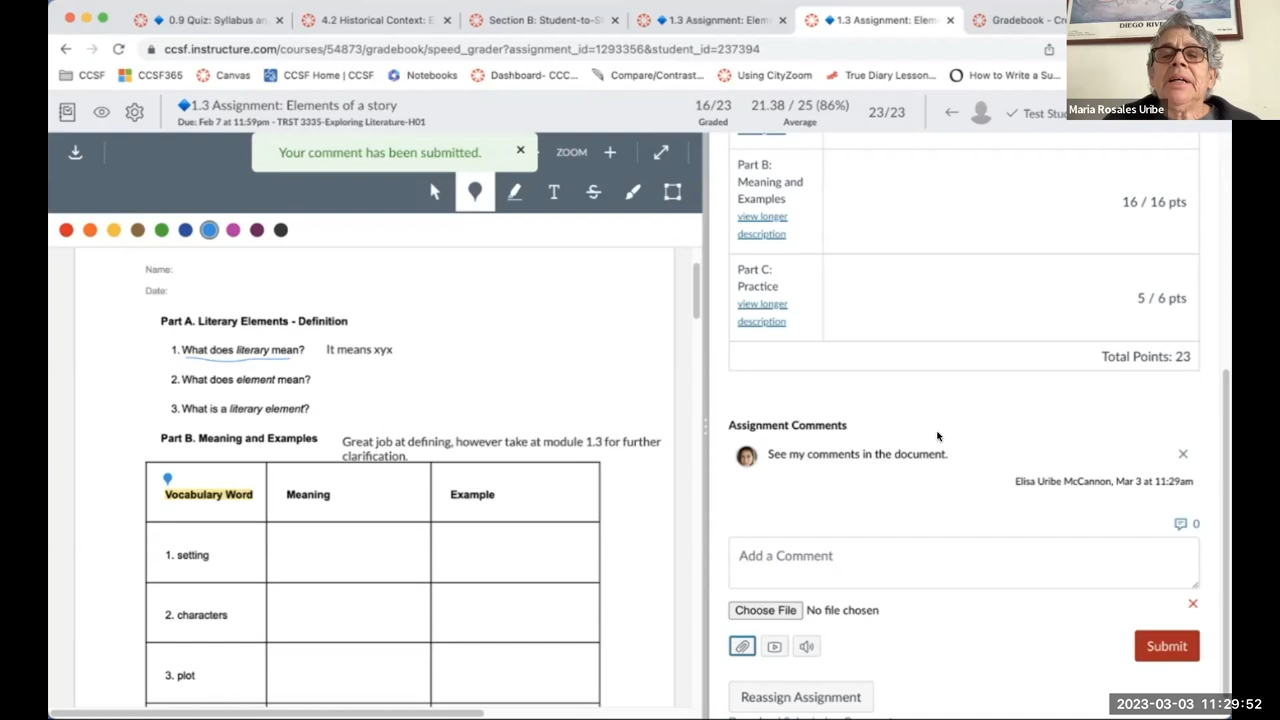 0.9 Quiz: Syllabus an
4.2 Historical Context: E
Section B: Student-to-S
1.3 Assignment: Elem
1.3 Assignment: Elem
Gradebook - Cr
ccsf.instructure.com/courses/54873/gradebook/speed_grader?assignment_id=1293356&student_id=237394
CCSF
CCSF365
Canvas
CCSF Home | CCSF
Notebooks
Dashboard- CCC...
Compare/Contrast...
Using CityZoom
True Diary Lesson...
How to Write a Su...
DIEGO RIVE
Maria Rosales Uribe
1.3 Assignment: Elements of a story
Due: Feb 7 at 11:59pm - TRST 3335-Exploring Literature-H01
16/23
Graded
21.38 / 25 (86%)
Average
23/23
Test Stu
Your comment has been submitted.
ZOOM
T
S
Name:
Date:
Part A. Literary Elements - Definition
1. What does literary mean? It means xyx
2. What does element mean?
3. What is a literary element?
Part B. Meaning and Examples
Great job at defining, however take at module 1.3 for further
clarification.
Vocabulary Word Meaning Example
1. setting
2. characters
3. plot
Part B:
Meaning and
Examples
view longer
description
16 / 16 pts
Part C:
Practice
view longer
description
5 / 6 pts
Total Points: 23
Assignment Comments
See my comments in the document.
Elisa Uribe McCannon, Mar 3 at 11:29am
0
Add a Comment
Choose File No file chosen
Submit
Reassign Assignment
2023-03-03 11:29:52